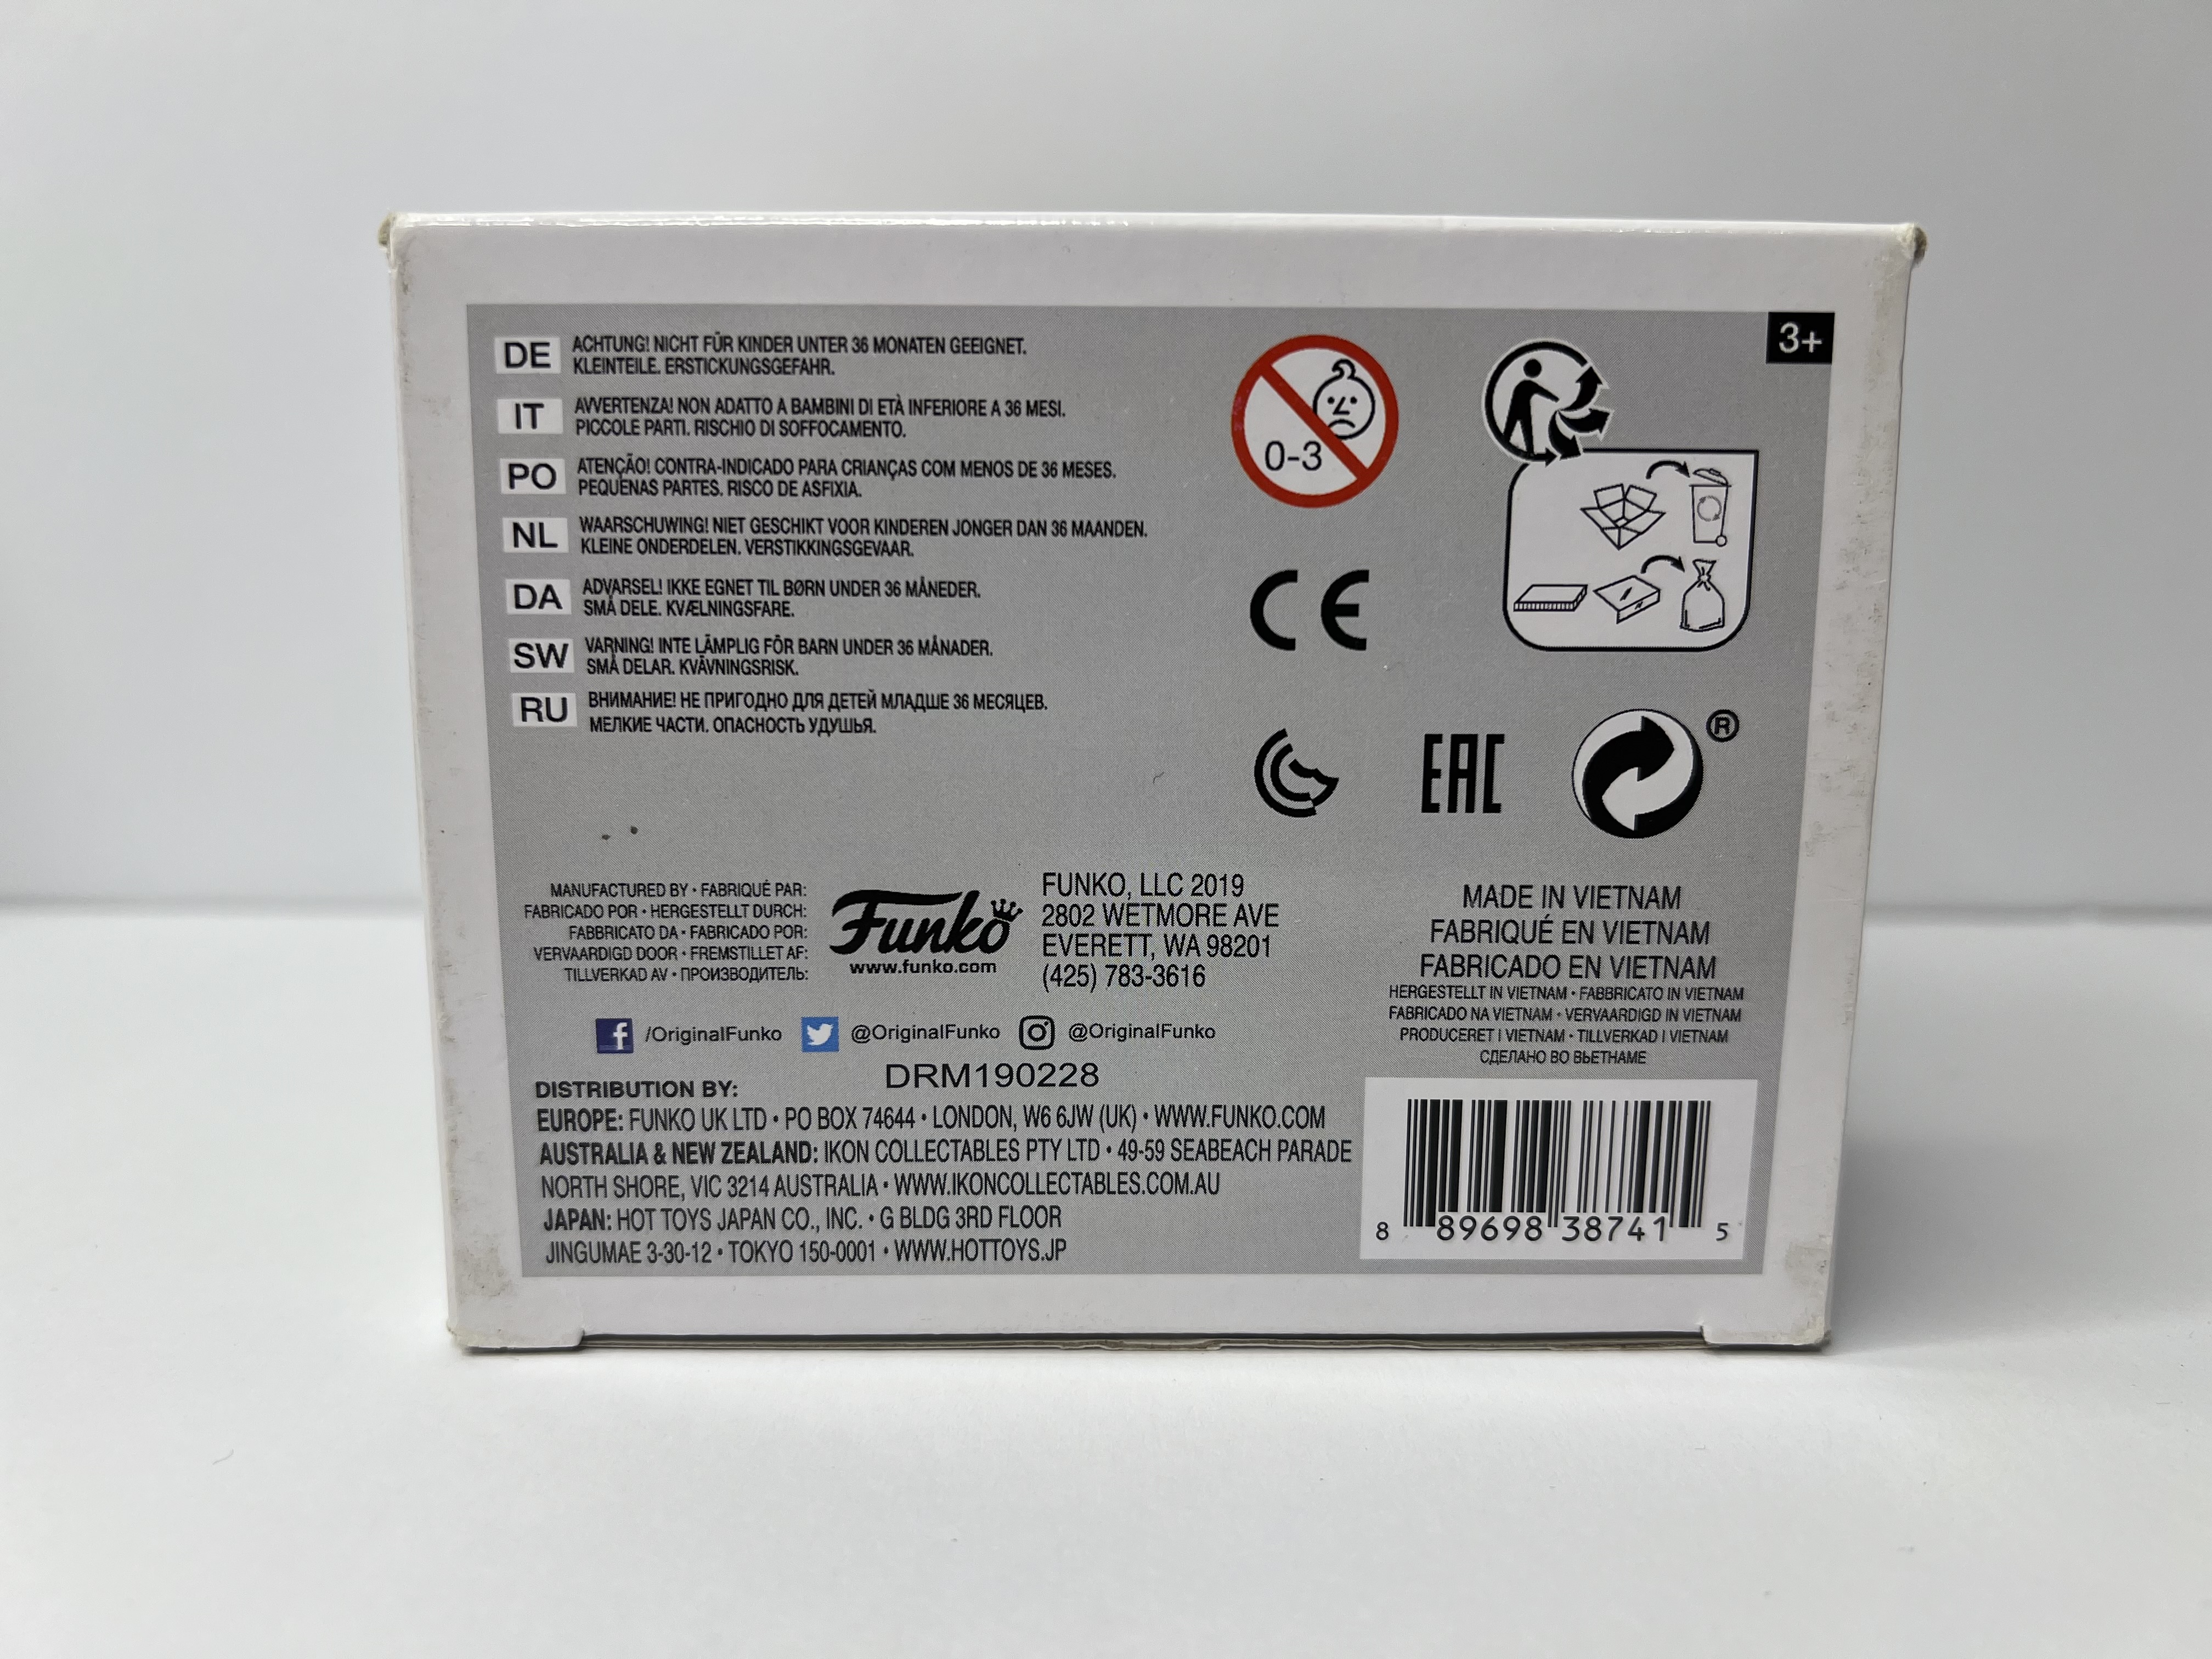 DE ACHTUNG! NICHT FÜR KINDER UNTER 36 MONATEN GEEIGNET.
KLEINTEILE. ERSTICKUNGSGEFAHR.
IT AVVERTENZA! NON ADATTO A BAMBINI DI ETÀ INFERIORE A 36 MESI.
PICCOLE PARTI. RISCHIO DI SOFFOCAMENTO.
PO ATENÇÃO! CONTRA-INDICADO PARA CRIANÇAS COM MENOS DE 36 MESES.
PEQUENAS PARTES. RISCO DE ASFIXIA.
NL WAARSCHUWING! NIET GESCHIKT VOOR KINDEREN JONGER DAN 36 MAANDEN.
KLEINE ONDERDELEN. VERSTIKKINGSGEVAAR.
DA ADVARSEL! IKKE EGNET TIL BØRN UNDER 36 MÅNEDER.
SMÅ DELE. KVÆLNINGSFARE.
SW VARNING! INTE LÄMPLIG FÖR BARN UNDER 36 MÅNADER.
SMÅ DELAR. KVÄVNINGSRISK.
RU ВНИМАНИЕ! НЕ ПРИГОДНО ДЛЯ ДЕТЕЙ МЛАДШЕ 36 МЕСЯЦЕВ.
МЕЛКИЕ ЧАСТИ. ОПАСНОСТЬ УДУШЬЯ.
0-3
3+
CE
EAC
®
MANUFACTURED BY • FABRIQUÉ PAR:
FABRICADO POR • HERGESTELLT DURCH:
FABBRICATO DA • FABRICADO POR:
VERVAARDIGD DOOR • FREMSTILLET AF:
TILLVERKAD AV • ПРОИЗВОДИТЕЛЬ:
Funko
www.funko.com
FUNKO, LLC 2019
2802 WETMORE AVE
EVERETT, WA 98201
(425) 783-3616
MADE IN VIETNAM
FABRIQUÉ EN VIETNAM
FABRICADO EN VIETNAM
HERGESTELLT IN VIETNAM • FABBRICATO IN VIETNAM
FABRICADO NA VIETNAM • VERVAARDIGD IN VIETNAM
PRODUCERET I VIETNAM • TILLVERKAD I VIETNAM
СДЕЛАНО ВО ВЬЕТНАМЕ
/OriginalFunko @OriginalFunko @OriginalFunko
DRM190228
DISTRIBUTION BY:
EUROPE: FUNKO UK LTD • PO BOX 74644 • LONDON, W6 6JW (UK) • WWW.FUNKO.COM
AUSTRALIA & NEW ZEALAND: IKON COLLECTABLES PTY LTD • 49-59 SEABEACH PARADE
NORTH SHORE, VIC 3214 AUSTRALIA • WWW.IKONCOLLECTABLES.COM.AU
JAPAN: HOT TOYS JAPAN CO., INC. • G BLDG 3RD FLOOR
JINGUMAE 3-30-12 • TOKYO 150-0001 • WWW.HOTTOYS.JP
8 89698 38741 5